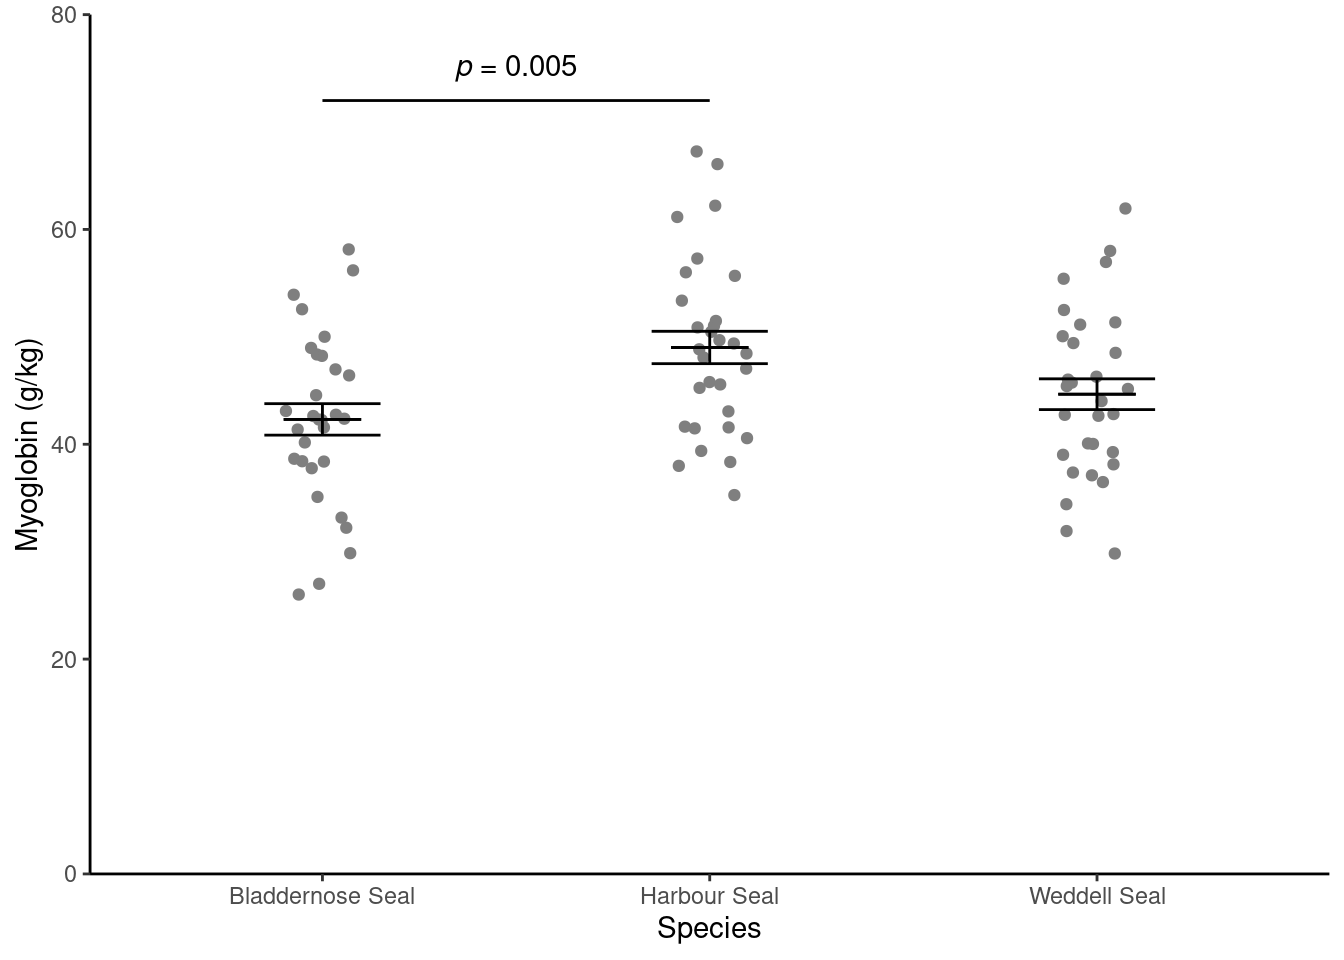 80
p = 0.005
60
Myoglobin (g/kg)
40
20
0
Bladdernose Seal
Harbour Seal
Weddell Seal
Species